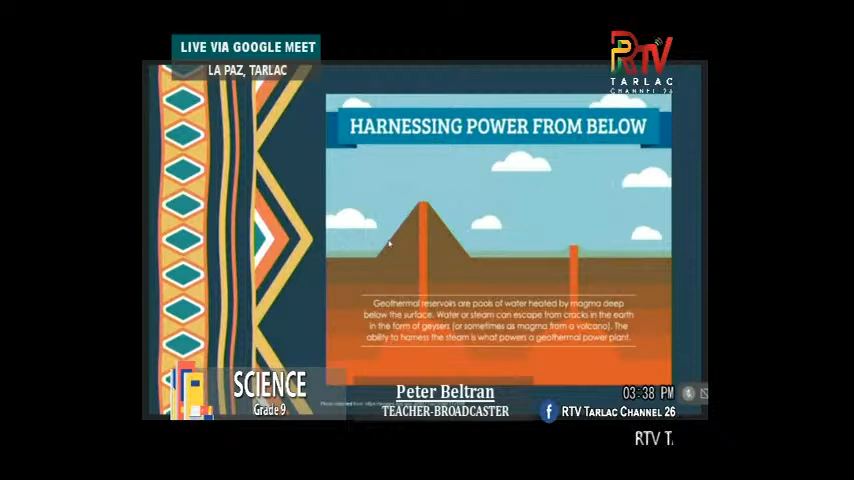 LIVE VIA GOOGLE MEET
LA PAZ, TARLAC
RTV
TARLAC
CHANNEL 26
HARNESSING POWER FROM BELOW
Geothermal reservoirs are pools of water heated by magma deep
below the surface. Water or steam can escape from cracks in the earth
in the form of geysers (or sometimes as magma from a volcano). The
ability to harness the steam is what powers a geothermal power plant.
SCIENCE
Grade 9
Peter Beltran
TEACHER-BROADCASTER
03:38 PM
RTV TARLAC CHANNEL 26
RTV T